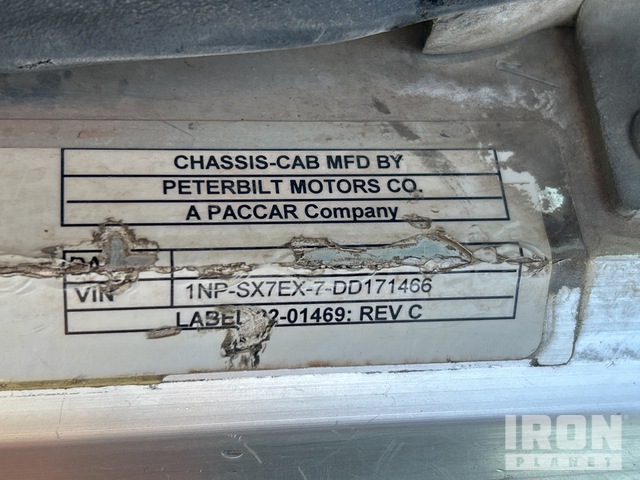 CHASSIS-CAB MFD BY
PETERBILT MOTORS CO.
A PACCAR Company
VIN 1NP-SX7EX-7-DD171466
LABEL 2-01469: REV C
IRON
PLANET